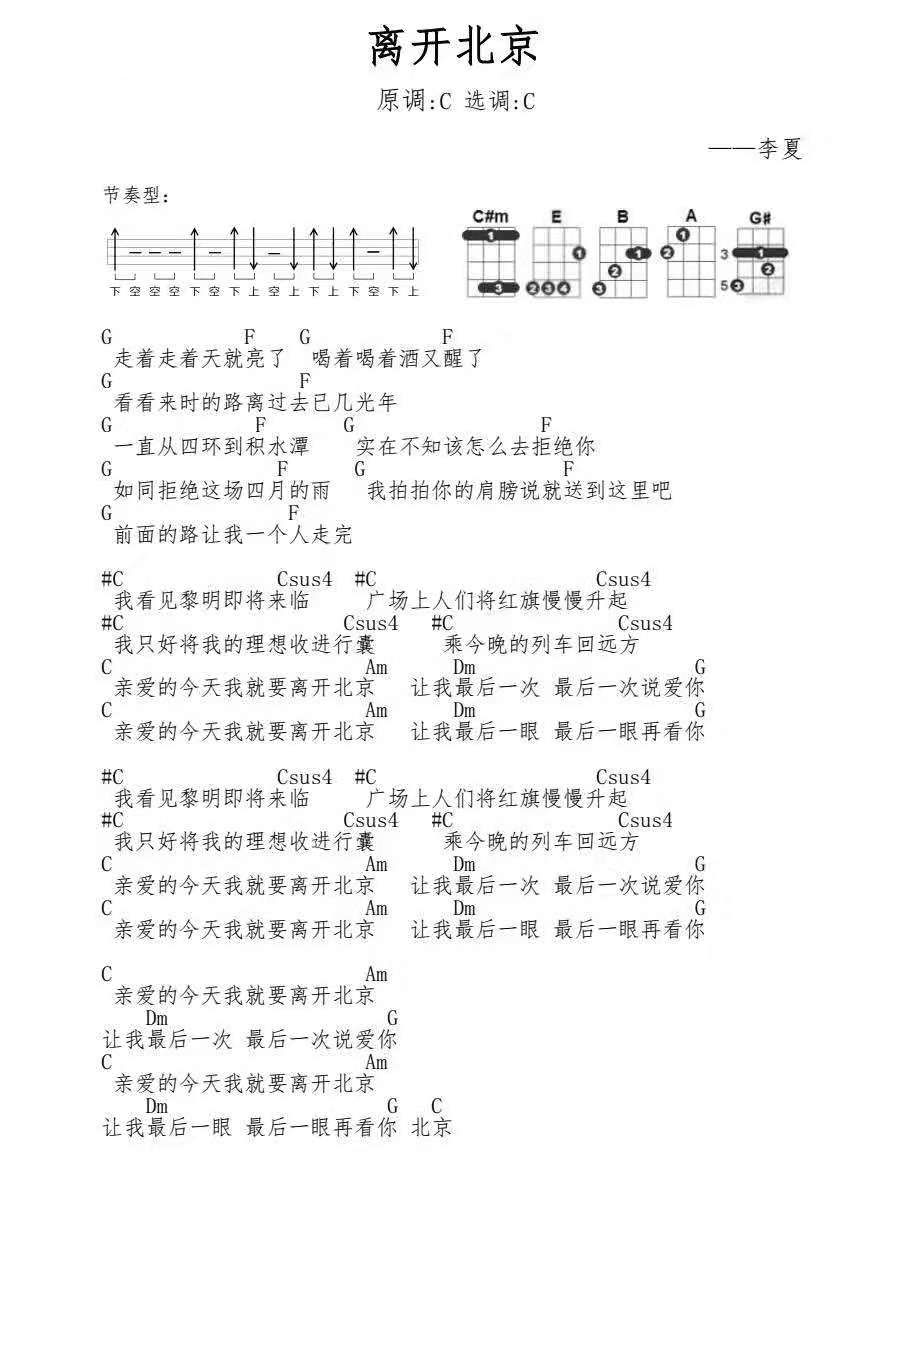 离开北京
原调:C 选调:C
——李夏
节奏型:
C#m E B A G#
1 1 1 1 3 1
2 2 2
3 2 3 4 3 5 3
下 空 空 空 下 空 下 上 空 上 下 上 下 空 下 上
G F G F
走着走着天就亮了 喝着喝着酒又醒了
G F
看看来时的路离过去已几光年
G F G F
一直从四环到积水潭 实在不知该怎么去拒绝你
G F G F
如同拒绝这场四月的雨 我拍拍你的肩膀说就送到这里吧
G F
前面的路让我一个人走完
#C Csus4 #C Csus4
我看见黎明即将来临 广场上人们将红旗慢慢升起
#C Csus4 #C Csus4
我只好将我的理想收进行囊 乘今晚的列车回远方
C Am Dm G
亲爱的今天我就要离开北京 让我最后一次 最后一次说爱你
C Am Dm G
亲爱的今天我就要离开北京 让我最后一眼 最后一眼再看你
#C Csus4 #C Csus4
我看见黎明即将来临 广场上人们将红旗慢慢升起
#C Csus4 #C Csus4
我只好将我的理想收进行囊 乘今晚的列车回远方
C Am Dm G
亲爱的今天我就要离开北京 让我最后一次 最后一次说爱你
C Am Dm G
亲爱的今天我就要离开北京 让我最后一眼 最后一眼再看你
C Am
亲爱的今天我就要离开北京
Dm G
让我最后一次 最后一次说爱你
C Am
亲爱的今天我就要离开北京
Dm G C
让我最后一眼 最后一眼再看你 北京